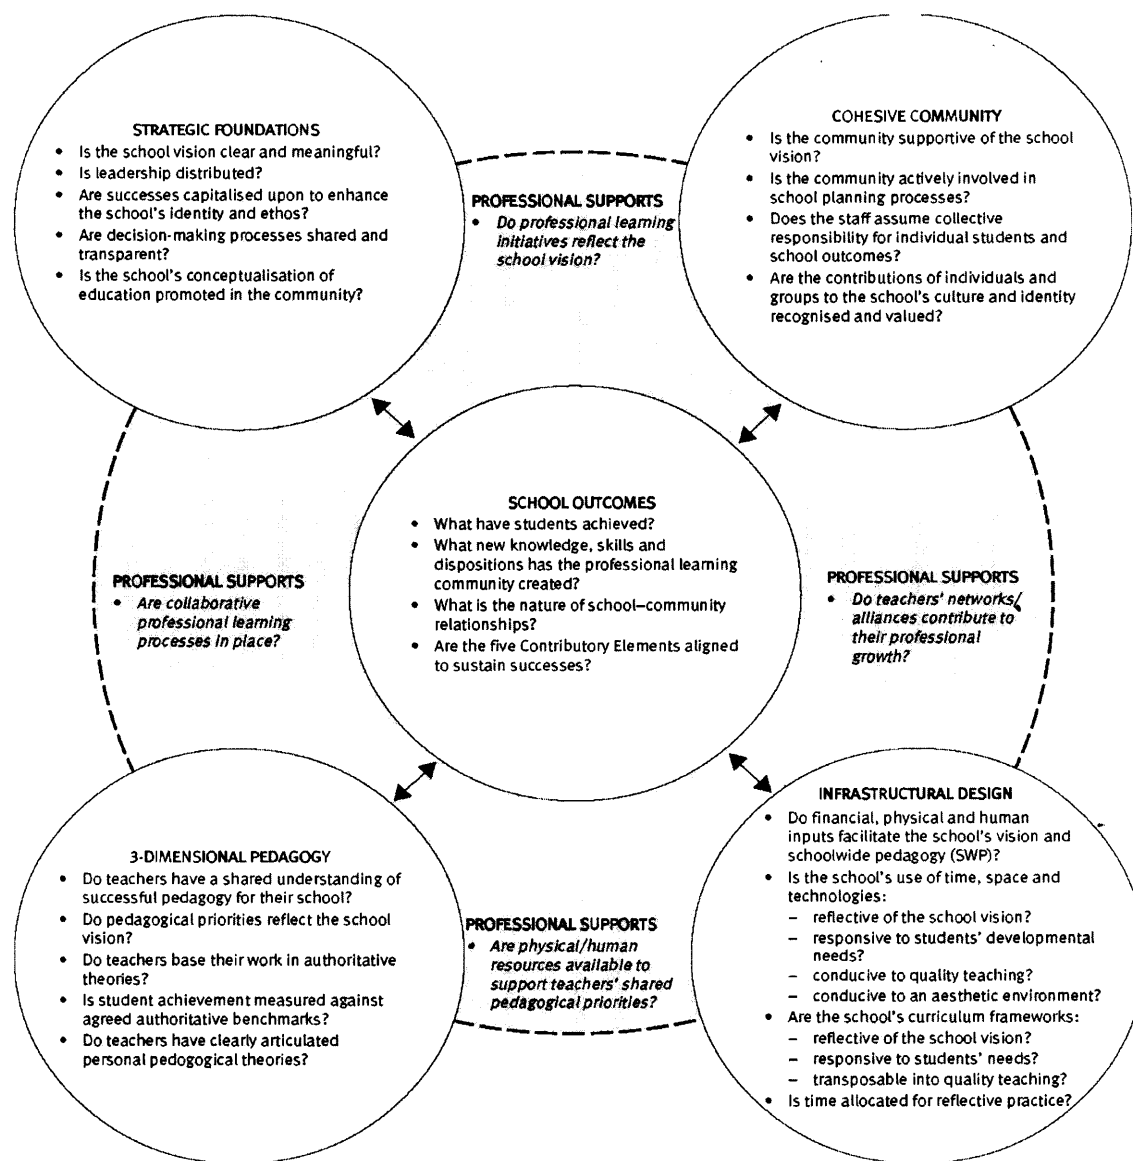 STRATEGIC FOUNDATIONS
• Is the school vision clear and meaningful?
• Is leadership distributed?
• Are successes capitalised upon to enhance
the school's identity and ethos?
• Are decision-making processes shared and
transparent?
• Is the school's conceptualisation of
education promoted in the community?
PROFESSIONAL SUPPORTS
• Do professional learning
initiatives reflect the
school vision?
COHESIVE COMMUNITY
• Is the community supportive of the school
vision?
• Is the community actively involved in
school planning processes?
• Does the staff assume collective
responsibility for individual students and
school outcomes?
• Are the contributions of individuals and
groups to the school's culture and identity
recognised and valued?
PROFESSIONAL SUPPORTS
• Are collaborative
professional learning
processes in place?
SCHOOL OUTCOMES
• What have students achieved?
• What new knowledge, skills and
dispositions has the professional learning
community created?
• What is the nature of school–community
relationships?
• Are the five Contributory Elements aligned
to sustain successes?
PROFESSIONAL SUPPORTS
• Do teachers' networks/
alliances contribute to
their professional
growth?
3-DIMENSIONAL PEDAGOGY
• Do teachers have a shared understanding of
successful pedagogy for their school?
• Do pedagogical priorities reflect the school
vision?
• Do teachers base their work in authoritative
theories?
• Is student achievement measured against
agreed authoritative benchmarks?
• Do teachers have clearly articulated
personal pedogogical theories?
PROFESSIONAL SUPPORTS
• Are physical/human
resources available to
support teachers' shared
pedagogical priorities?
INFRASTRUCTURAL DESIGN
• Do financial, physical and human
inputs facilitate the school's vision and
schoolwide pedagogy (SWP)?
• Is the school's use of time, space and
technologies:
– reflective of the school vision?
– responsive to students' developmental
needs?
– conducive to quality teaching?
– conducive to an aesthetic environment?
• Are the school's curriculum frameworks:
– reflective of the school vision?
– responsive to students' needs?
– transposable into quality teaching?
• Is time allocated for reflective practice?